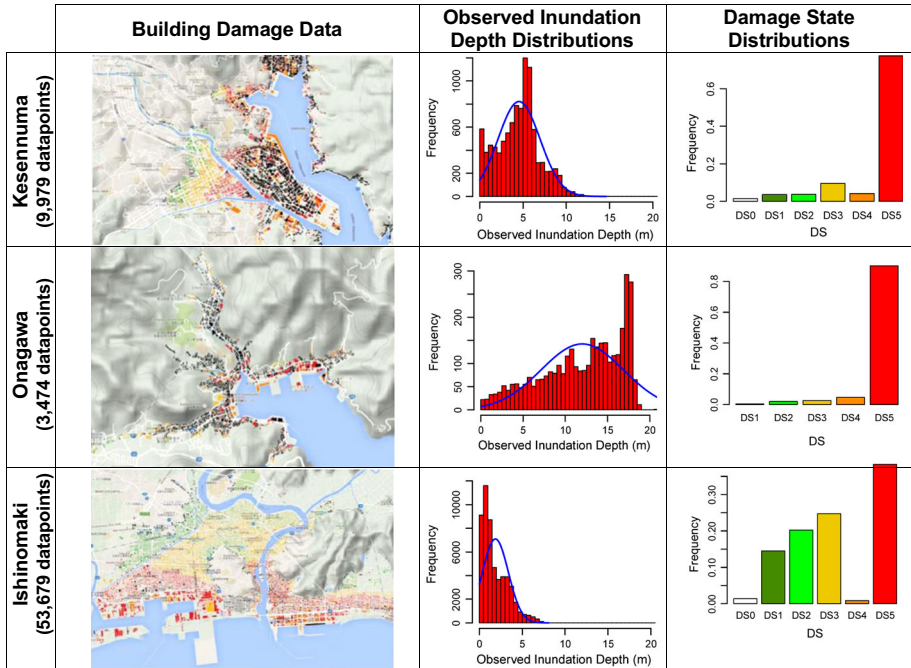 Building Damage Data
Observed Inundation
Depth Distributions
Damage State
Distributions
Kesennuma
(9,979 datapoints)
Frequency
0
200
600
1000
0
5
10
15
20
Observed Inundation Depth (m)
Frequency
0.0
0.2
0.4
0.6
DS0
DS1
DS2
DS3
DS4
DS5
DS
Onagawa
(3,474 datapoints)
Frequency
0
50
100
200
300
0
5
10
15
20
Observed Inundation Depth (m)
Frequency
0.0
0.2
0.4
0.6
0.8
DS1
DS2
DS3
DS4
DS5
DS
Ishinomaki
(53,679 datapoints)
Frequency
0
2000
6000
10000
0
5
10
15
20
Observed Inundation Depth (m)
Frequency
0.00
0.10
0.20
0.30
DS0
DS1
DS2
DS3
DS4
DS5
DS